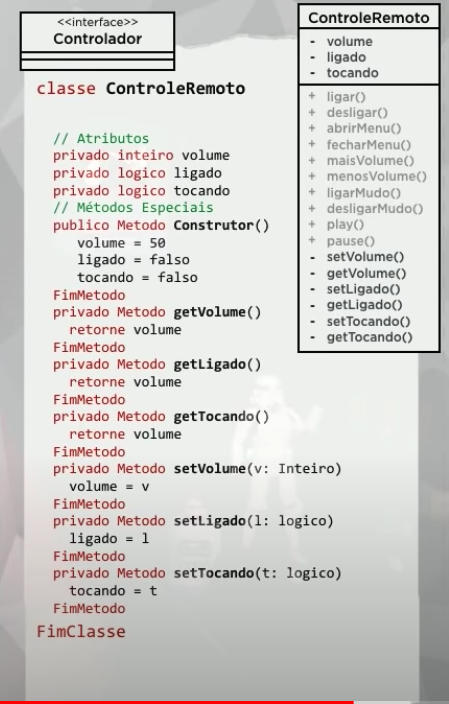 <<interface>>
Controlador
classe ControleRemoto
// Atributos
privado inteiro volume
privado logico ligado
privado logico tocando
// Métodos Especiais
publico Metodo Construtor()
volume = 50
ligado = falso
tocando = falso
FimMetodo
privado Metodo getVolume()
retorne volume
FimMetodo
privado Metodo getLigado()
retorne volume
FimMetodo
privado Metodo getTocando()
retorne volume
FimMetodo
privado Metodo setVolume(v: Inteiro)
volume = v
FimMetodo
privado Metodo setLigado(l: logico)
ligado = l
FimMetodo
privado Metodo setTocando(t: logico)
tocando = t
FimMetodo
FimClasse
ControleRemoto
- volume
- ligado
- tocando
+ ligar()
+ desligar()
+ abrirMenu()
+ fecharMenu()
+ maisVolume()
+ menosVolume()
+ ligarMudo()
+ desligarMudo()
+ play()
+ pause()
- setVolume()
- getVolume()
- setLigado()
- getLigado()
- setTocando()
- getTocando()